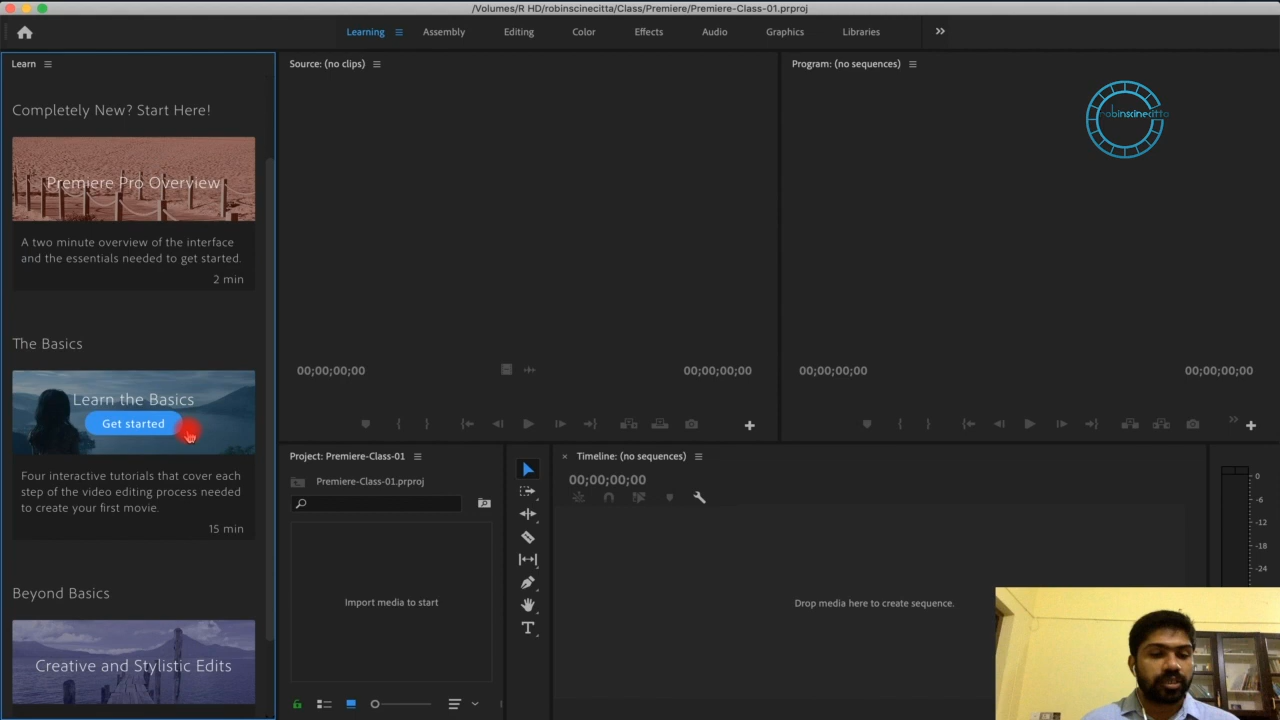 /Volumes/R HD/robinscinecitta/Class/Premiere/Premiere-Class-01.prproj
Learning
Assembly
Editing
Color
Effects
Audio
Graphics
Libraries
Learn
Source: (no clips)
Program: (no sequences)
robinscinecitta
Completely New? Start Here!
Premiere Pro Overview
A two minute overview of the interface
and the essentials needed to get started.
2 min
The Basics
Learn the Basics
Get started
Four interactive tutorials that cover each
step of the video editing process needed
to create your first movie.
15 min
Beyond Basics
Creative and Stylistic Edits
00;00;00;00
00;00;00;00
00;00;00;00
00;00;00;00
Project: Premiere-Class-01
Premiere-Class-01.prproj
Import media to start
Timeline: (no sequences)
00;00;00;00
Drop media here to create sequence.
0
-6
-12
-18
-24